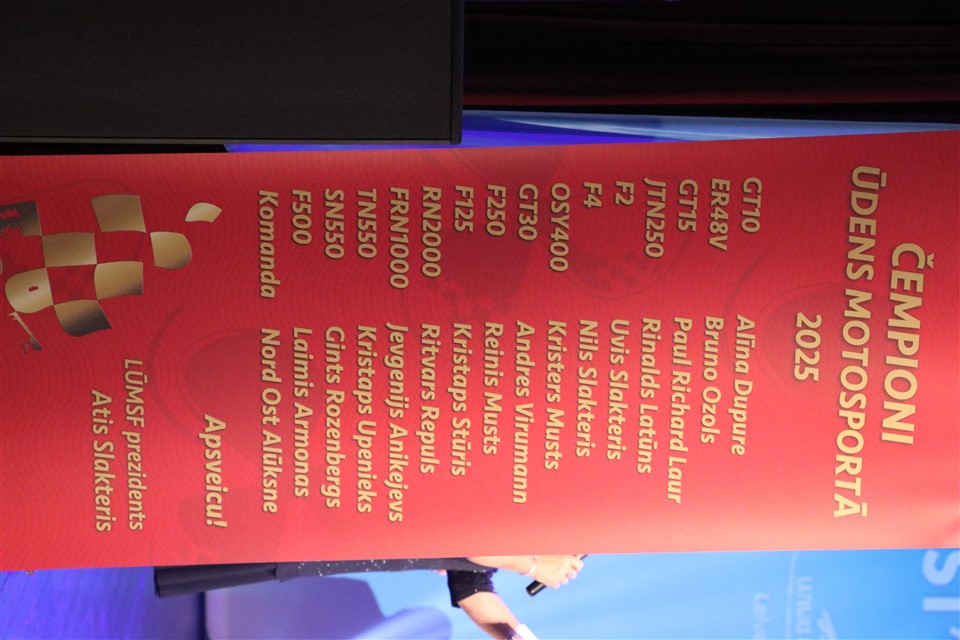 ČEMPIONI
ŪDENS MOTOSPORTĀ
2025
GT10 Alīna Dupure
ER48V Bruno Ozols
GT15 Paul Richard Laur
JTN250 Rinalds Latūns
F2 Uvis Slakteris
F4 Nils Slakteris
OSY400 Kristers Musts
GT30 Andres Virumann
F250 Reinis Musts
F125 Kristaps Stūris
RN2000 Ritvars Repuls
FRN1000 Jevgenijs Aņikejevs
TN550 Kristaps Upenieks
SN550 Gints Rozenbergs
F500 Laimis Armonas
Komanda Nord Ost Alūksne
Apsveicu!
LŪMSF prezidents
Atis Slakteris